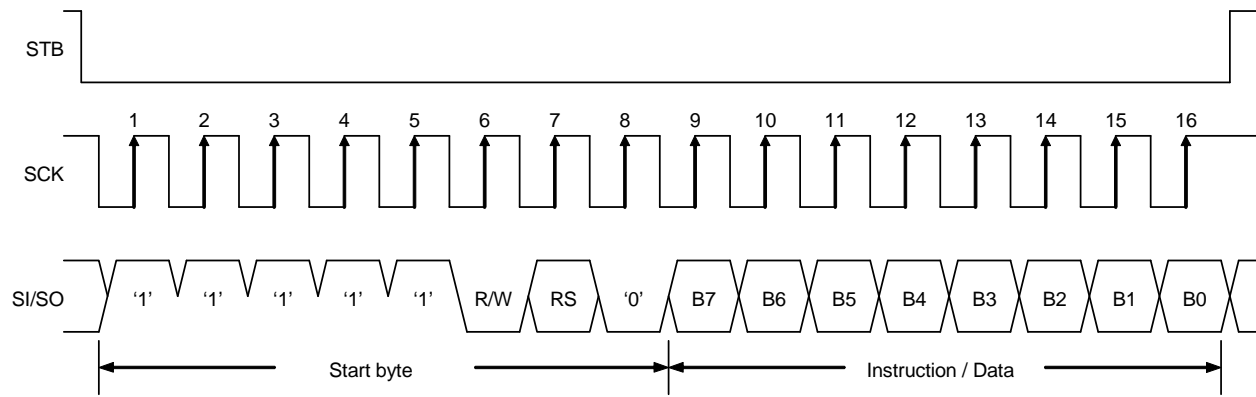 STB
1 2 3 4 5 6 7 8 9 10 11 12 13 14 15 16
SCK
SI/SO ‘1’ ‘1’ ‘1’ ‘1’ ‘1’ R/W RS ‘0’ B7 B6 B5 B4 B3 B2 B1 B0
Start byte Instruction / Data